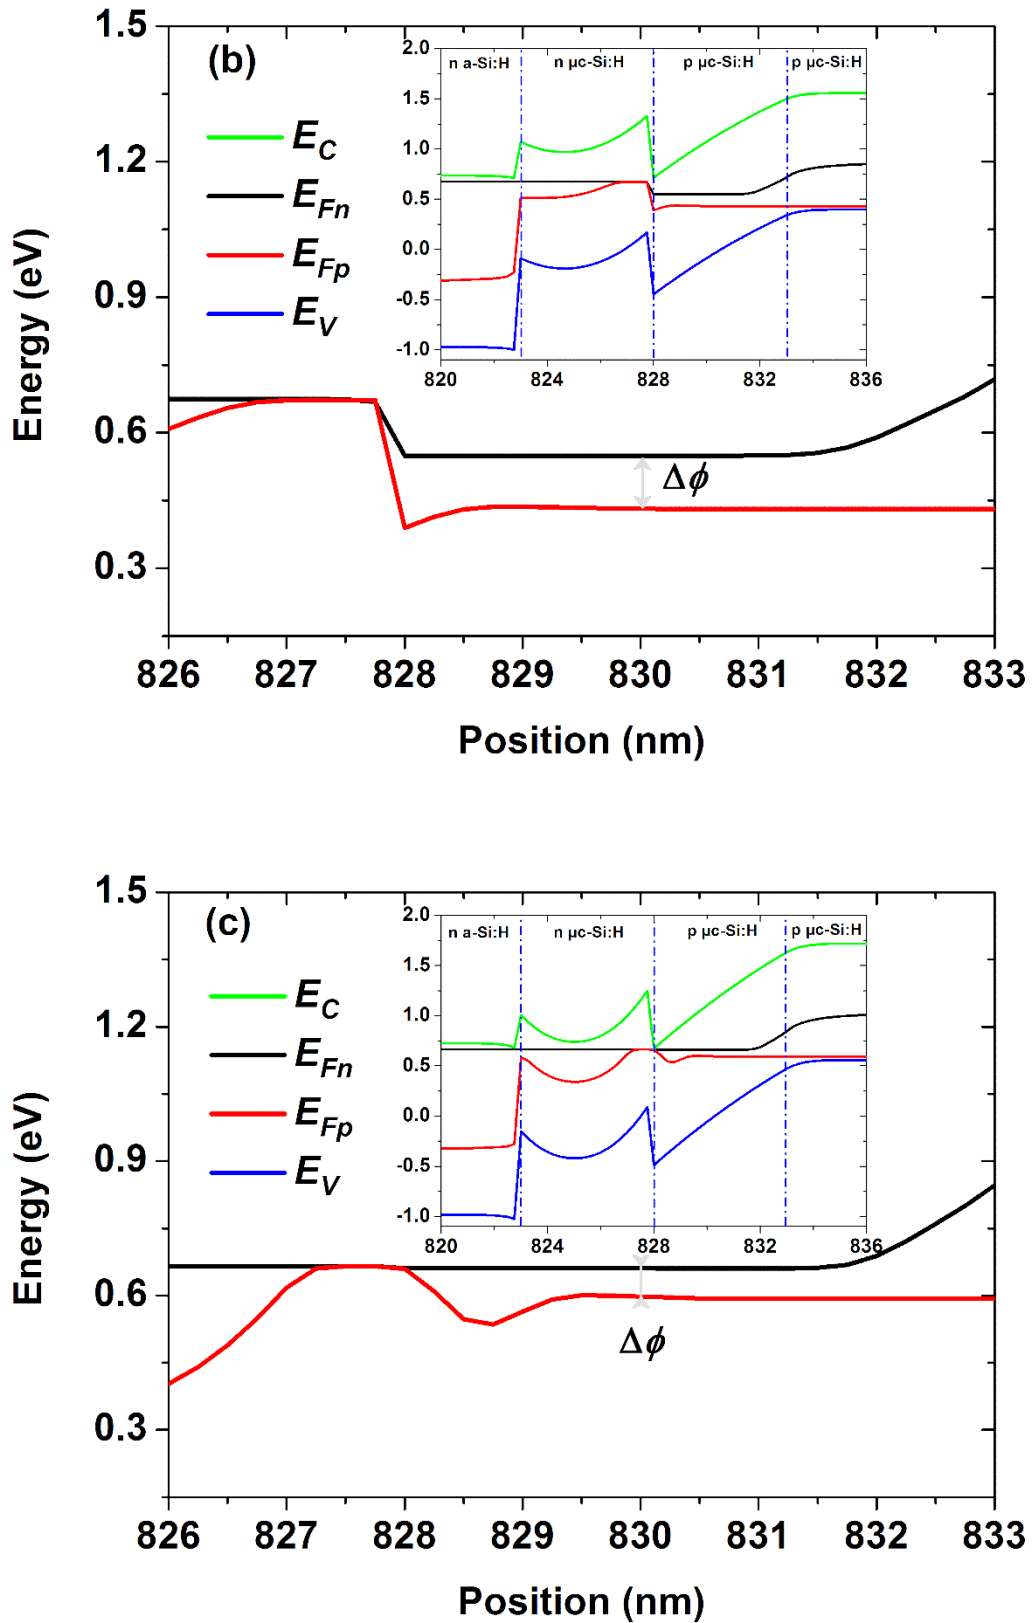 (b)
E_C
E_Fn
E_Fp
E_V
n a-Si:H n µc-Si:H p µc-Si:H p µc-Si:H
2.0
1.5
1.0
0.5
0.0
-0.5
-1.0
820 824 828 832 836
1.5
1.2
0.9
0.6
0.3
Energy (eV)
Δϕ
826 827 828 829 830 831 832 833
Position (nm)
(c)
E_C
E_Fn
E_Fp
E_V
n a-Si:H n µc-Si:H p µc-Si:H p µc-Si:H
2.0
1.5
1.0
0.5
0.0
-0.5
-1.0
820 824 828 832 836
1.5
1.2
0.9
0.6
0.3
Energy (eV)
Δϕ
826 827 828 829 830 831 832 833
Position (nm)